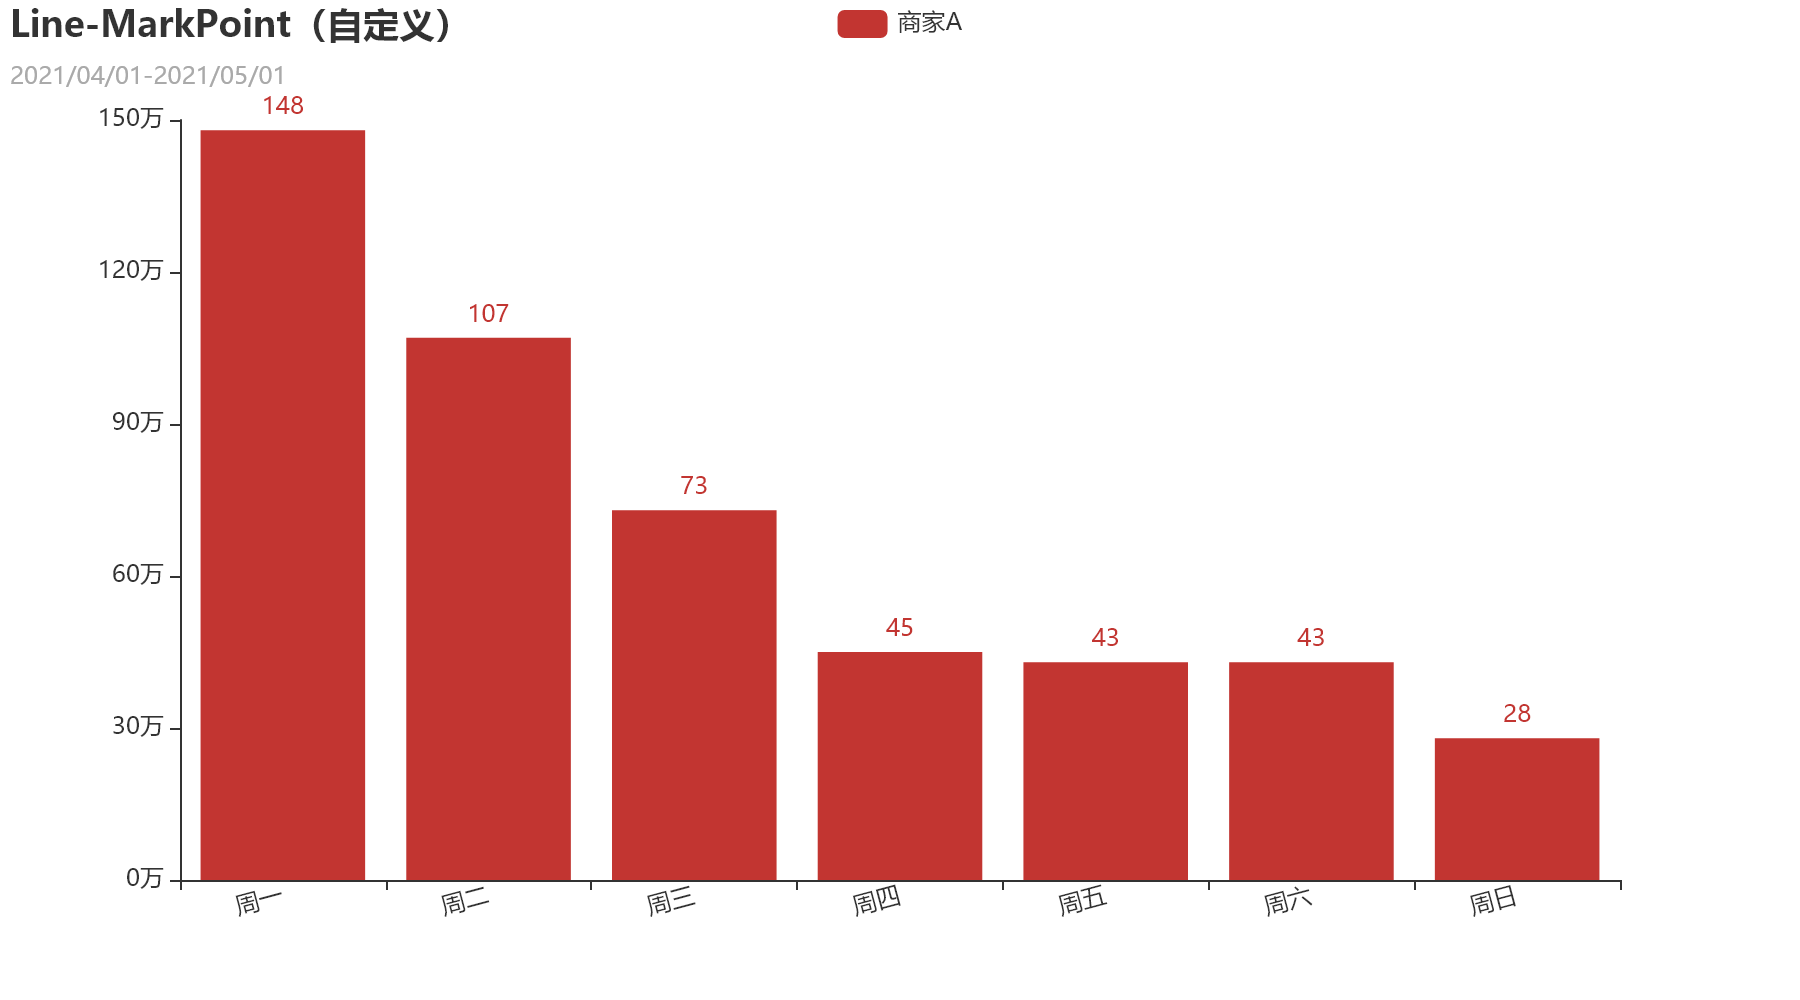 Line-MarkPoint（自定义）
2021/04/01-2021/05/01
商家A
150万
120万
90万
60万
30万
0万
148
107
73
45
43
43
28
周一
周二
周三
周四
周五
周六
周日